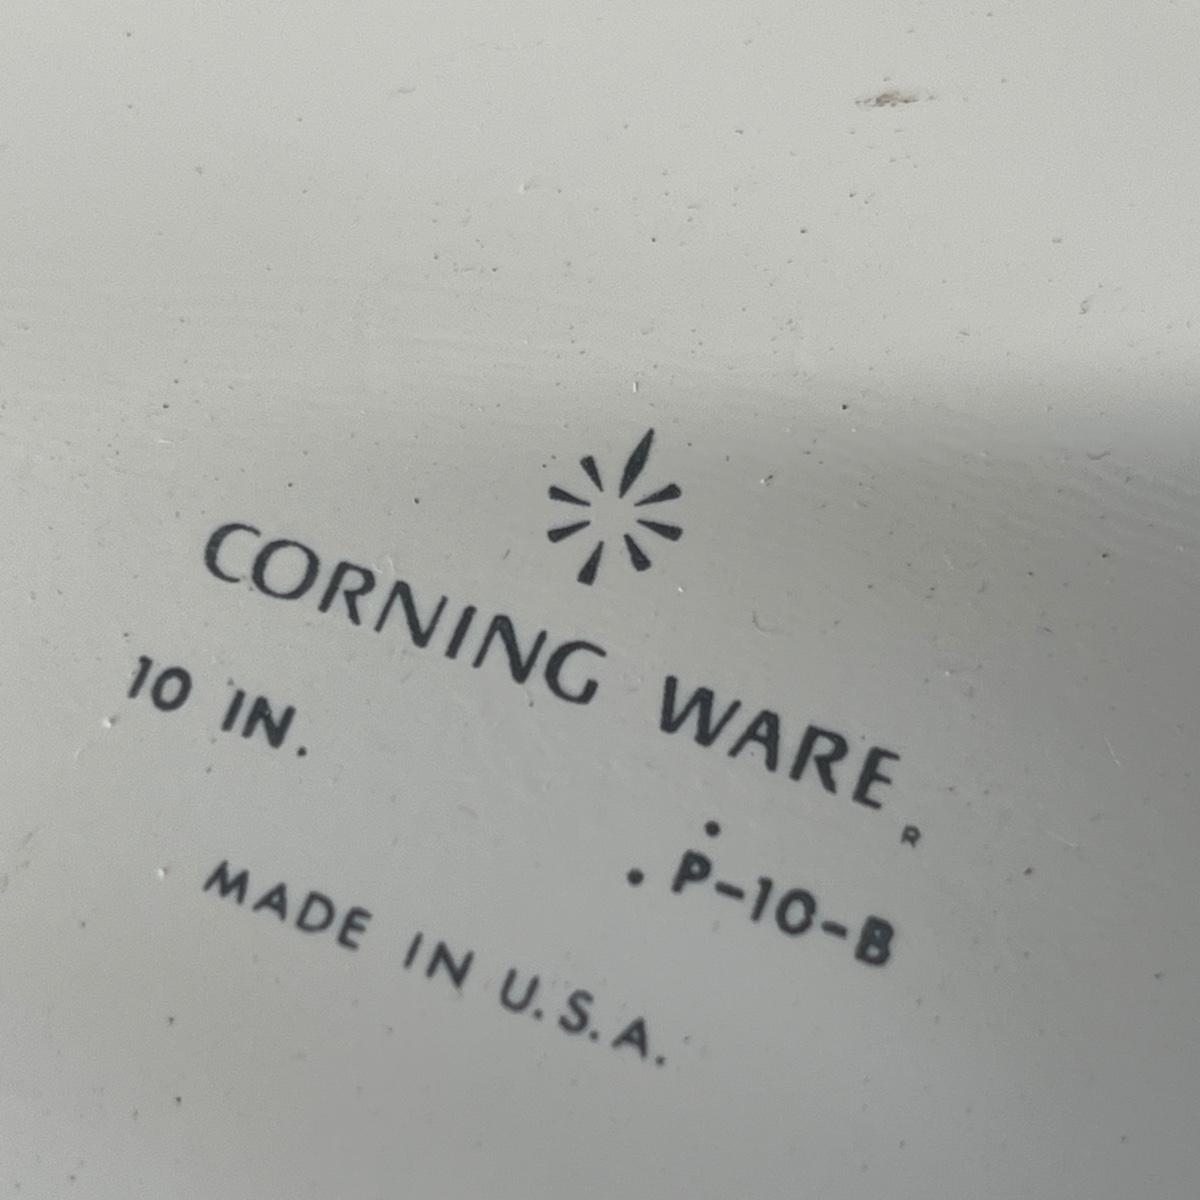 CORNING WARE®
10 IN.
P-10-B
MADE IN U.S.A.